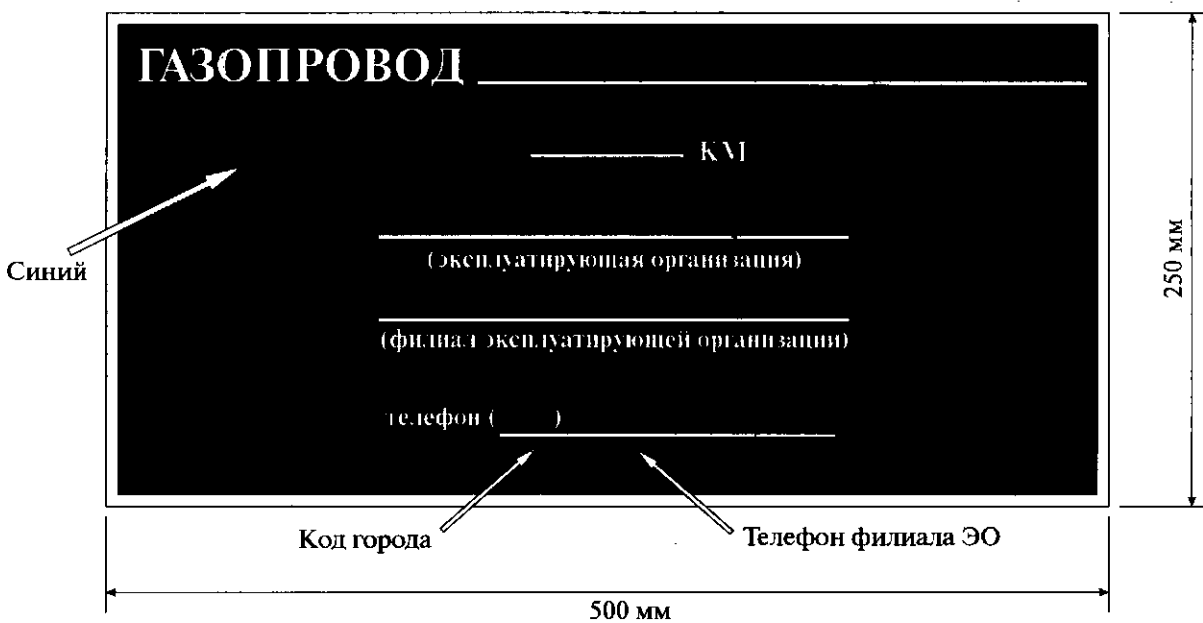 ГАЗОПРОВОД
КМ
(эксплуатирующая организация)
Синий
250 мм
(филиал эксплуатирующей организации)
телефон ( )
Код города
Телефон филиала ЭО
500 мм